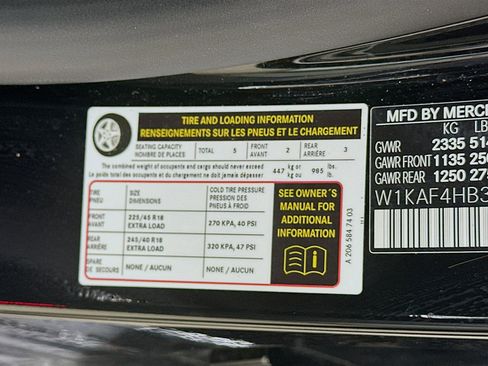 TIRE AND LOADING INFORMATION
RENSEIGNEMENTS SUR LES PNEUS ET LE CHARGEMENT
SEATING CAPACITY TOTAL 5 FRONT 2 REAR 3
NOMBRE DE PLACES AVANT ARRIÈRE
The combined weight of occupants and cargo should never exceed 447 kg or 985 lbs.
Le poids total des occupants et du chargement ne doit jamais dépasser kg ou lb.
TIRE SIZE COLD TIRE PRESSURE
DIMENSIONS PRESSION DES PNEUS À FROID
FRONT 225/45 R18 270 KPA, 40 PSI
AVANT EXTRA LOAD
REAR 245/40 R18 320 KPA, 47 PSI
ARRIÈRE EXTRA LOAD
SPARE NONE / AUCUN NONE / AUCUN
DE SECOURS
SEE OWNER´S
MANUAL FOR
ADDITIONAL
INFORMATION
A 206 584 74 03
MFD BY MERCE
KG LB
GVWR 2335 514
GAWR FRONT 1135 250
GAWR REAR 1250 275
W1KAF4HB3